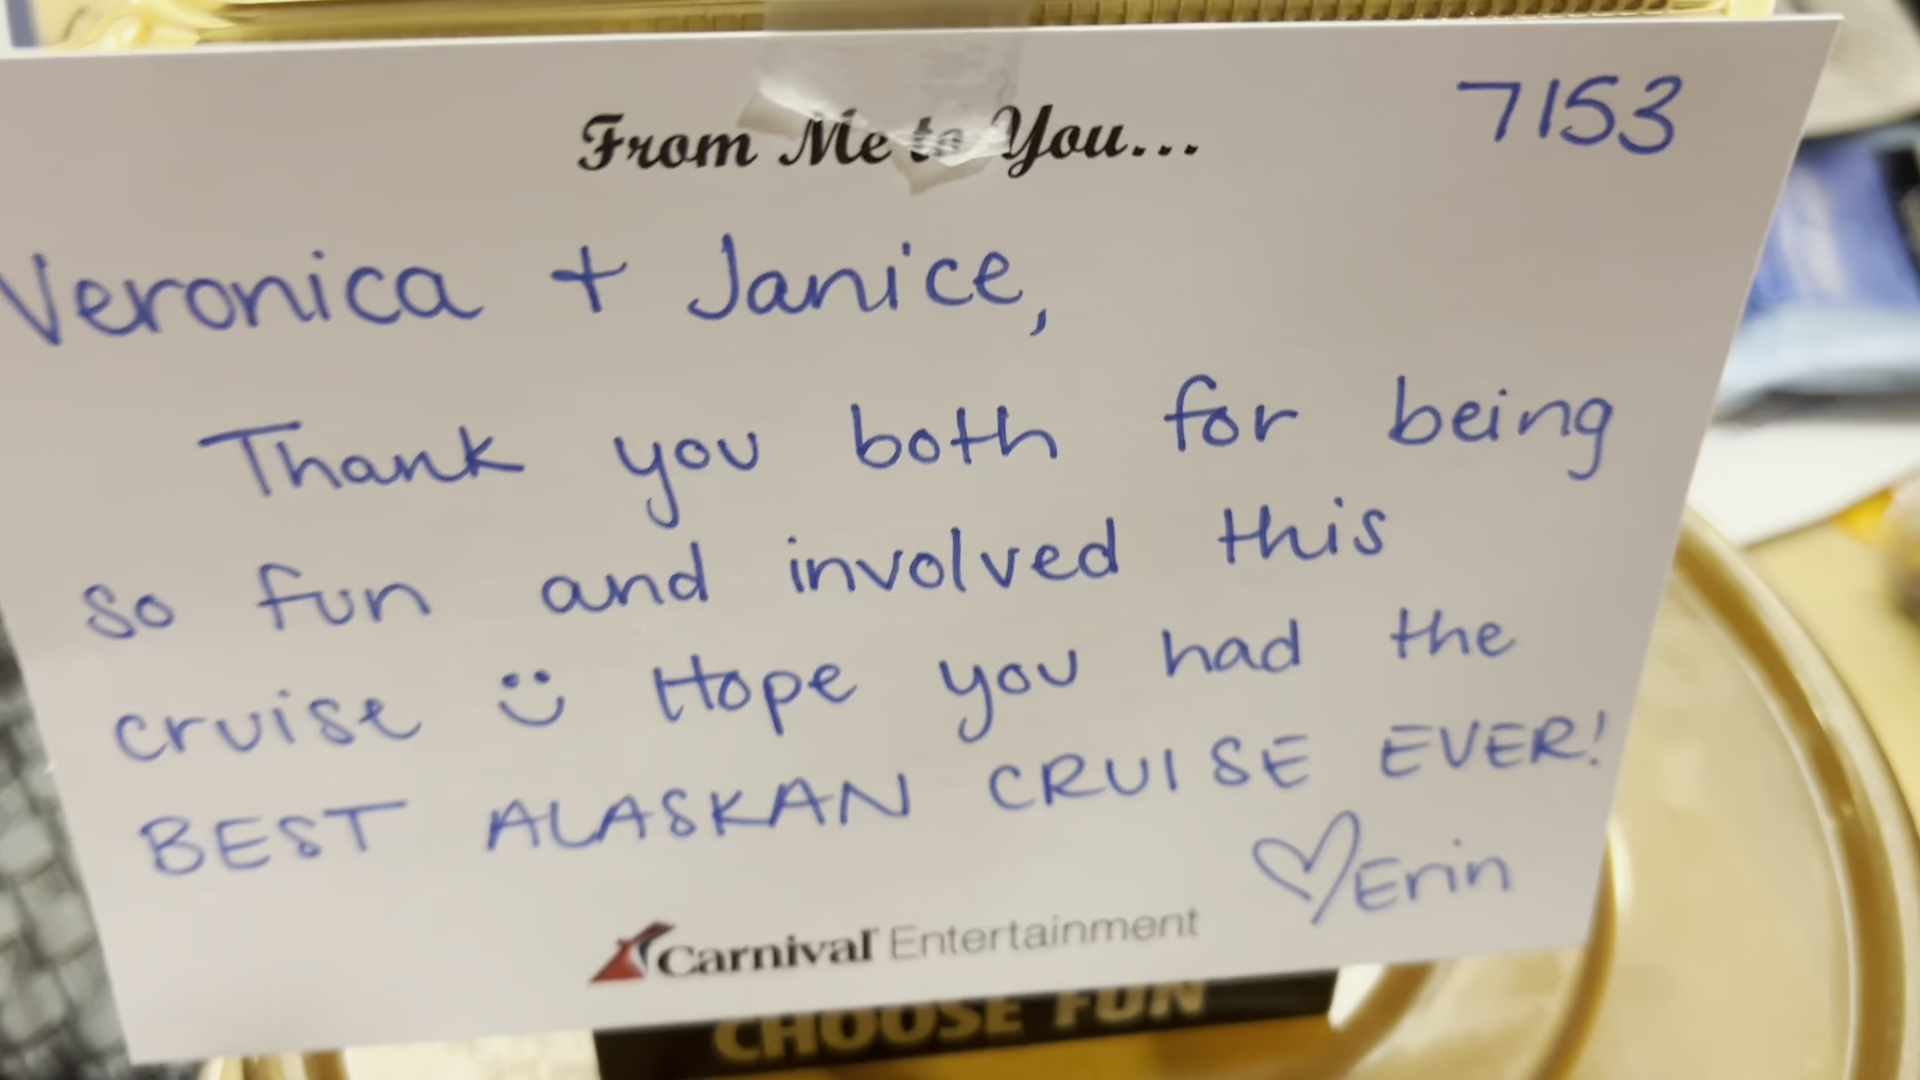 7153
From Me to You...
Veronica + Janice,
Thank you both for being
so fun and involved this
cruise :) Hope you had the
BEST ALASKAN CRUISE EVER!
♡Erin
Carnival Entertainment
CHOOSE FUN